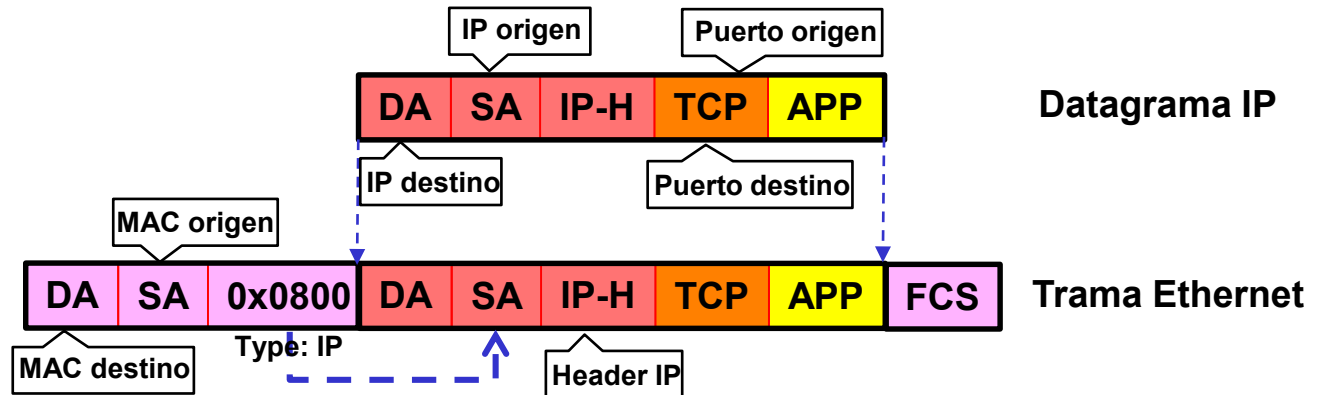 IP origen
Puerto origen
DA SA IP-H TCP APP
Datagrama IP
IP destino
Puerto destino
MAC origen
DA SA 0x0800 DA SA IP-H TCP APP FCS
Trama Ethernet
MAC destino
Type: IP
Header IP